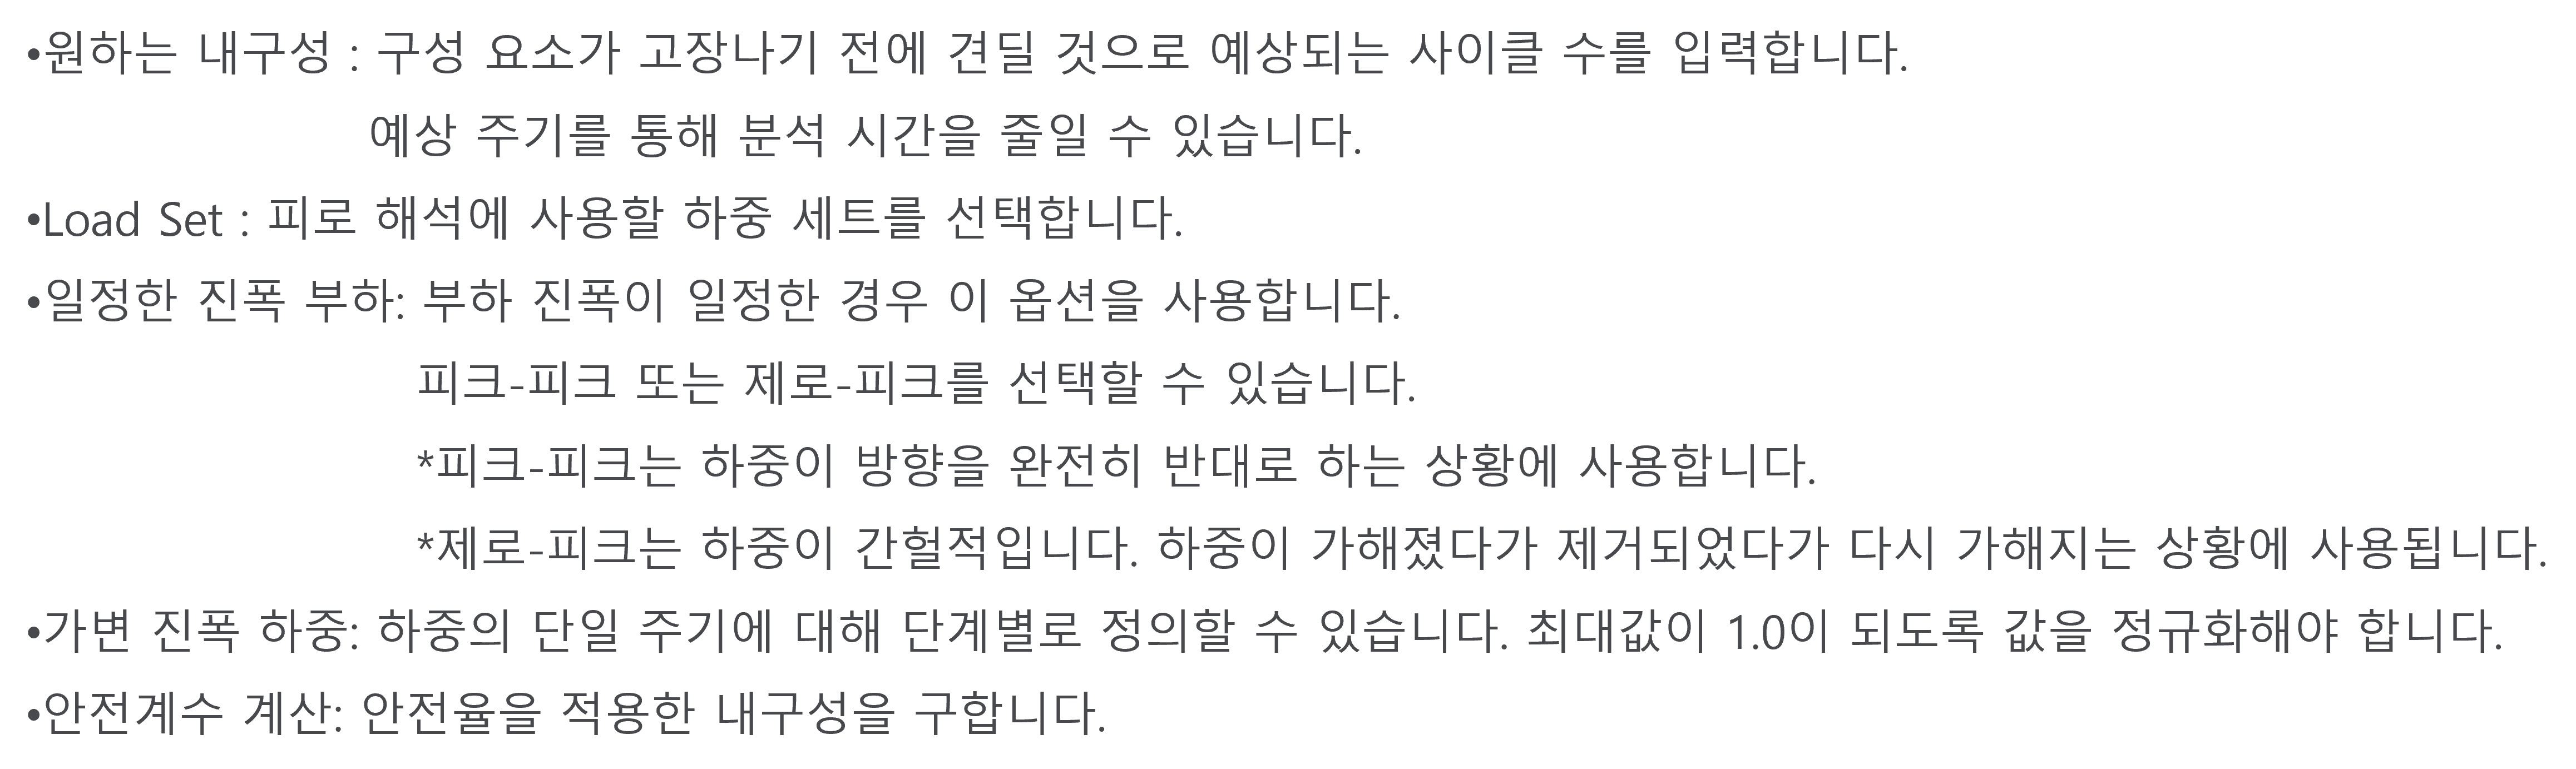 •원하는 내구성 : 구성 요소가 고장나기 전에 견딜 것으로 예상되는 사이클 수를 입력합니다.
예상 주기를 통해 분석 시간을 줄일 수 있습니다.
•Load Set : 피로 해석에 사용할 하중 세트를 선택합니다.
•일정한 진폭 부하: 부하 진폭이 일정한 경우 이 옵션을 사용합니다.
피크-피크 또는 제로-피크를 선택할 수 있습니다.
*피크-피크는 하중이 방향을 완전히 반대로 하는 상황에 사용합니다.
*제로-피크는 하중이 간헐적입니다. 하중이 가해졌다가 제거되었다가 다시 가해지는 상황에 사용됩니다.
•가변 진폭 하중: 하중의 단일 주기에 대해 단계별로 정의할 수 있습니다. 최대값이 1.0이 되도록 값을 정규화해야 합니다.
•안전계수 계산: 안전율을 적용한 내구성을 구합니다.